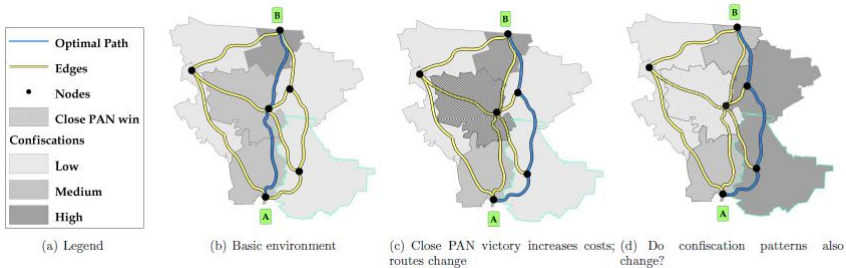 Optimal Path
Edges
Nodes
Close PAN win
Confiscations
Low
Medium
High
(a) Legend
B
A
(b) Basic environment
B
A
(c) Close PAN victory increases costs;
routes change
B
A
(d) Do confiscation patterns also
change?